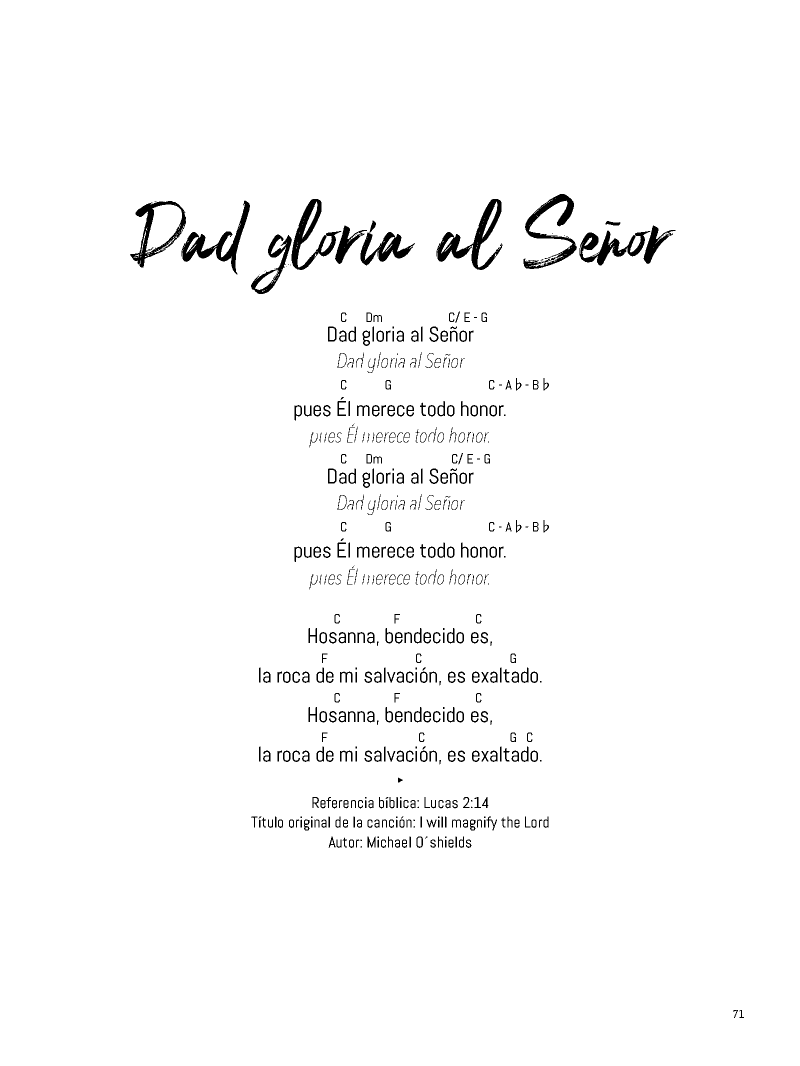 Dad gloria al Señor
C Dm C/ E - G
Dad gloria al Señor
Dad gloria al Señor
C G C - A♭ - B♭
pues Él merece todo honor.
pues Él merece todo honor.
C Dm C/ E - G
Dad gloria al Señor
Dad gloria al Señor
C G C - A♭ - B♭
pues Él merece todo honor.
pues Él merece todo honor.
C F C
Hosanna, bendecido es,
F C G
la roca de mi salvación, es exaltado.
C F C
Hosanna, bendecido es,
F C G C
la roca de mi salvación, es exaltado.
Referencia bíblica: Lucas 2:14
Título original de la canción: I will magnify the Lord
Autor: Michael O´shields
71